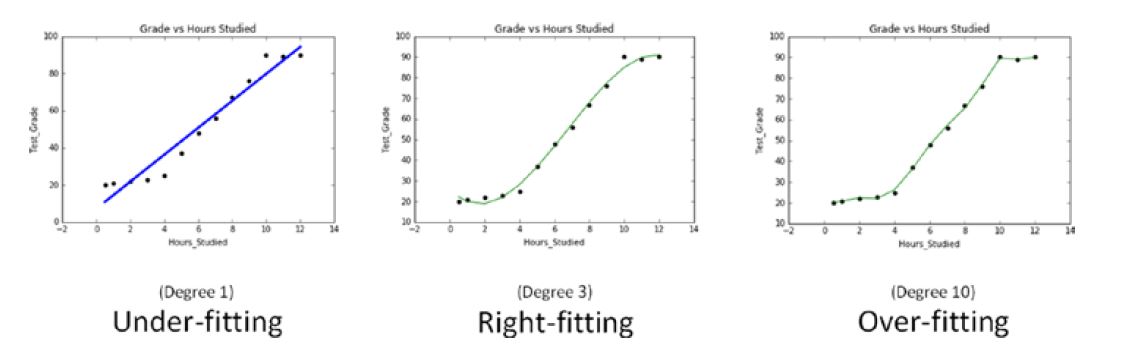 Grade vs Hours Studied
100
80
60
40
20
0
Test_Grade
−2 0 2 4 6 8 10 12 14
Hours_Studied
(Degree 1)
Under-fitting
Grade vs Hours Studied
100
90
80
70
60
50
40
30
20
10
Test_Grade
−2 0 2 4 6 8 10 12 14
Hours_Studied
(Degree 3)
Right-fitting
Grade vs Hours Studied
100
90
80
70
60
50
40
30
20
10
Test_Grade
−2 0 2 4 6 8 10 12 14
Hours_Studied
(Degree 10)
Over-fitting